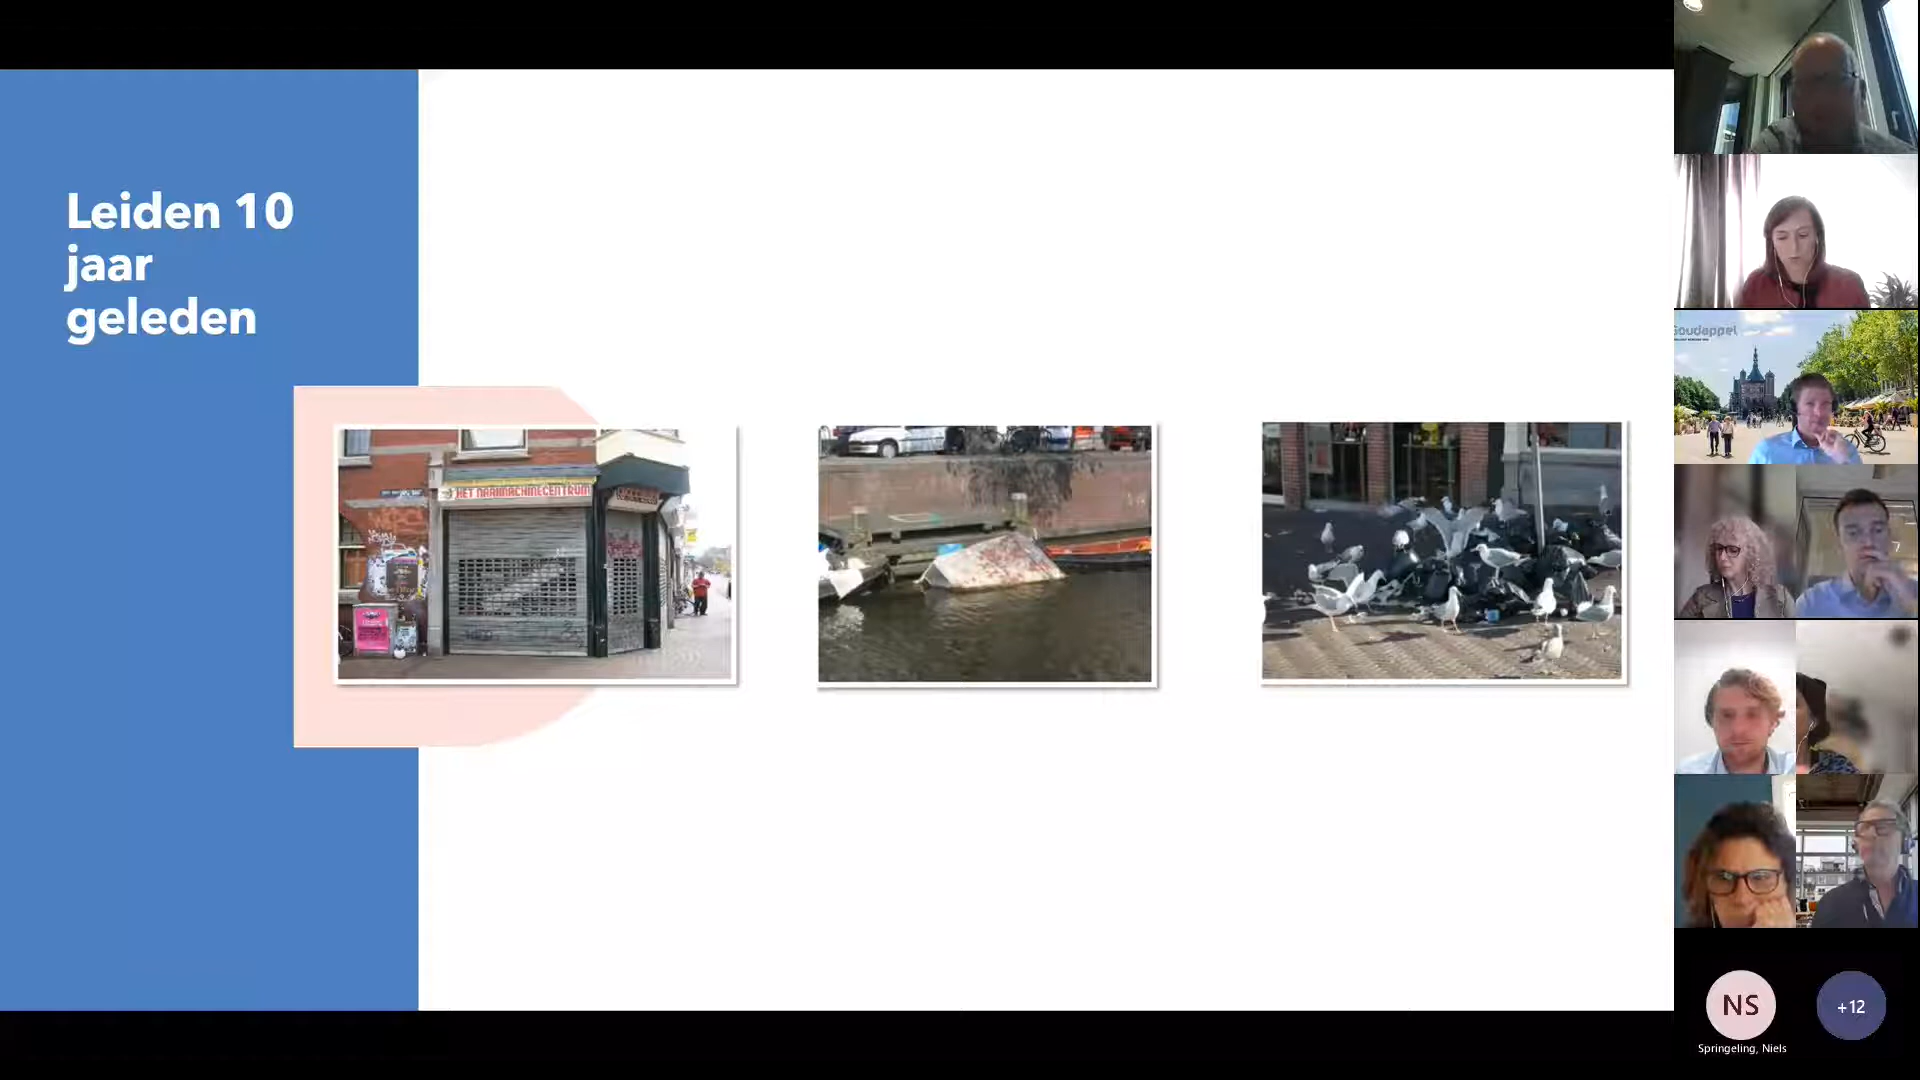 Leiden 10
jaar
geleden
HET NAAIMACHINECENTRUM
Goudappel
NS
+12
Springeling, Niels